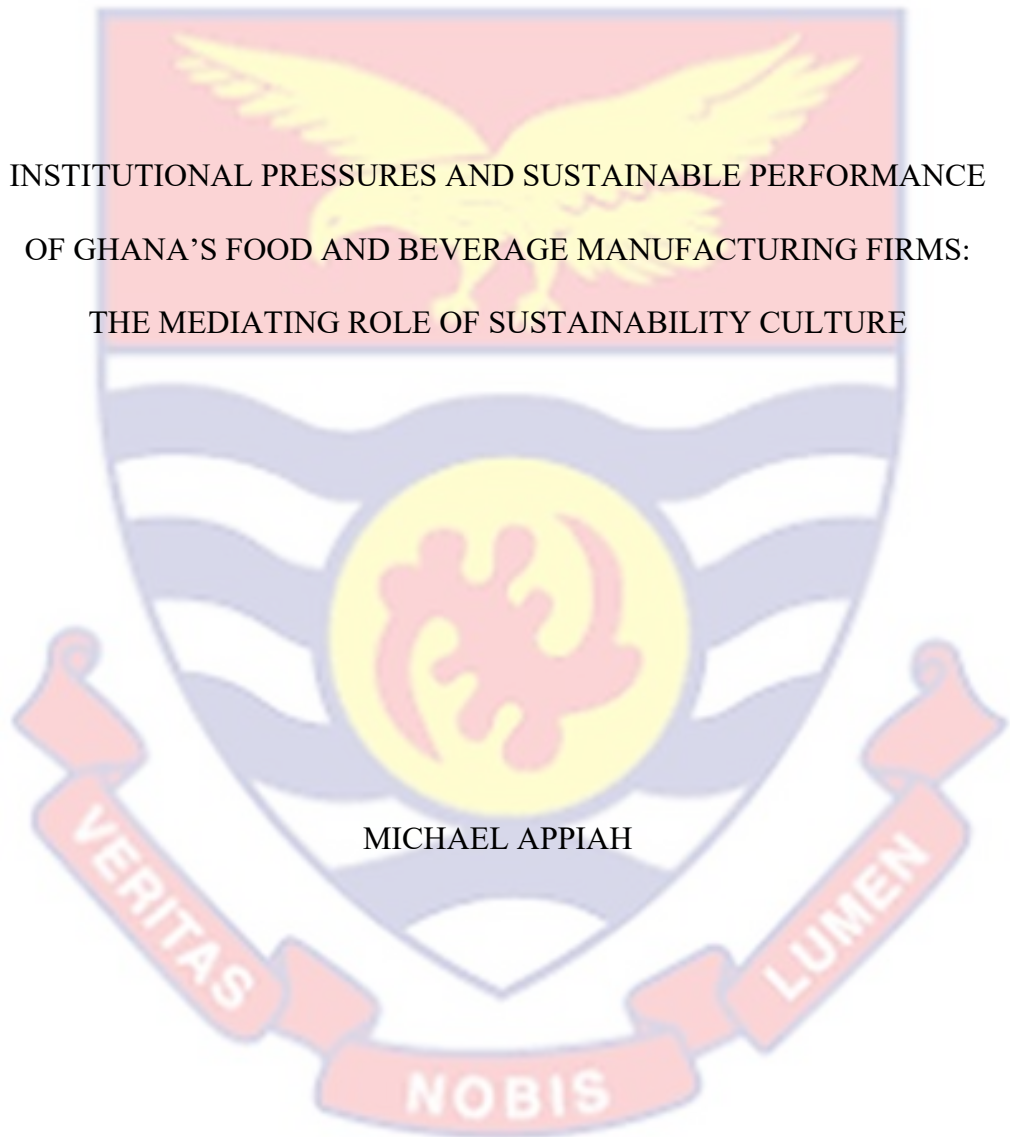 INSTITUTIONAL PRESSURES AND SUSTAINABLE PERFORMANCE
OF GHANA’S FOOD AND BEVERAGE MANUFACTURING FIRMS:
THE MEDIATING ROLE OF SUSTAINABILITY CULTURE
MICHAEL APPIAH
VERITAS
NOBIS
LUMEN